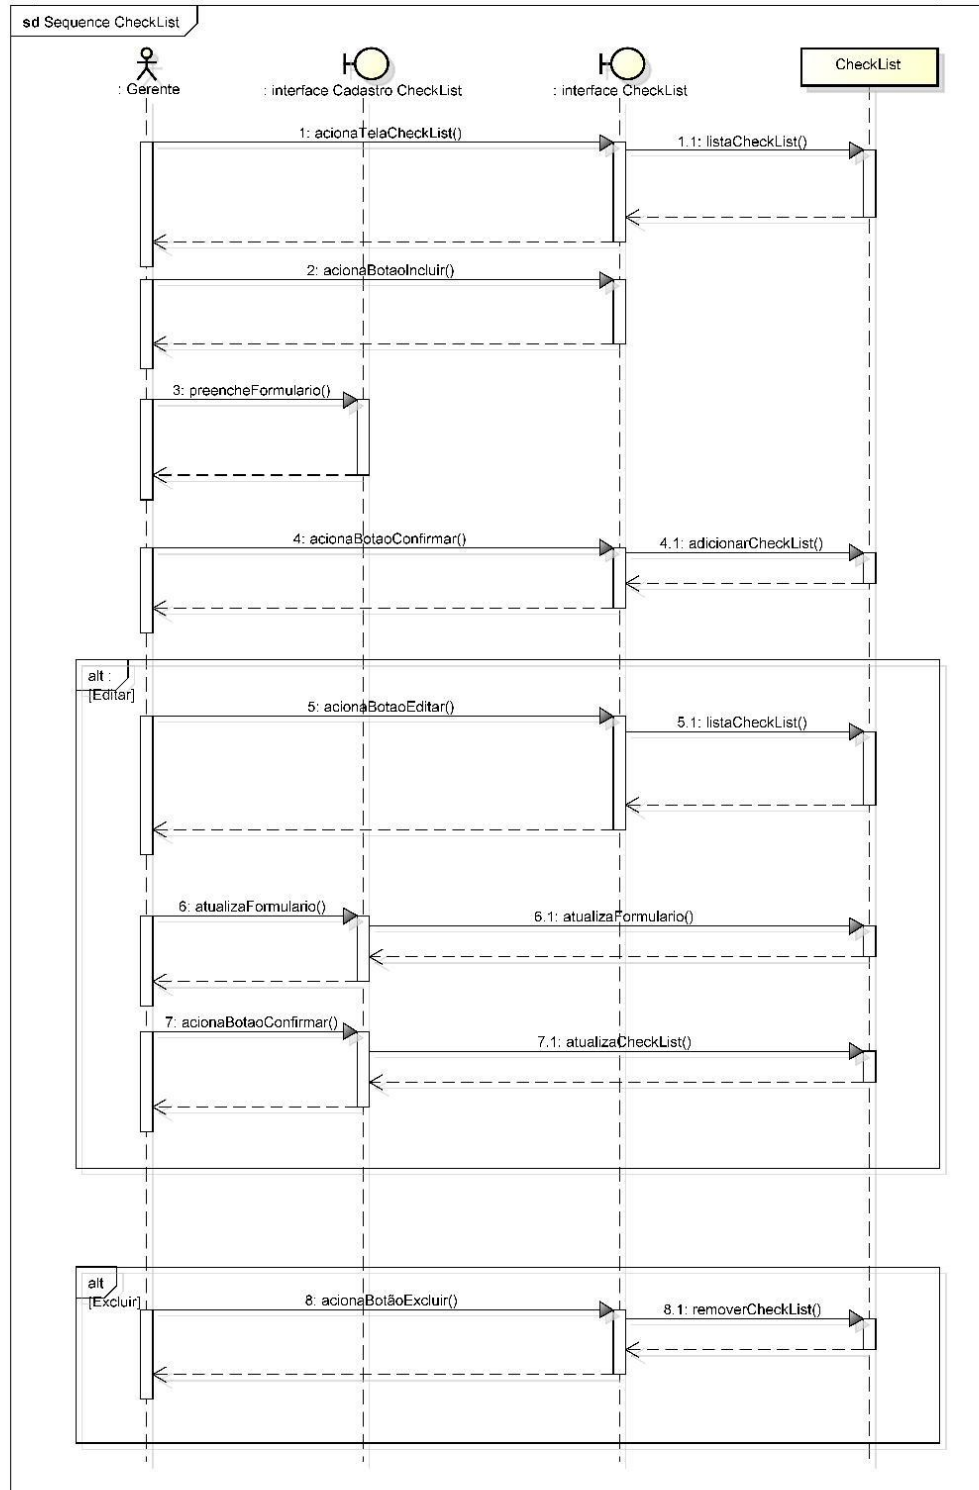 sd Sequence CheckList
: Gerente
: interface Cadastro CheckList
: interface CheckList
CheckList
1: acionaTelaCheckList()
1.1: listaCheckList()
2: acionaBotaoIncluir()
3: preencheFormulario()
4: acionaBotaoConfirmar()
4.1: adicionarCheckList()
alt :
[Editar]
5: acionaBotaoEditar()
5.1: listaCheckList()
6: atualizaFormulario()
6.1: atualizaFormulario()
7: acionaBotaoConfirmar()
7.1: atualizaCheckList()
alt
[Excluir]
8: acionaBotãoExcluir()
8.1: removerCheckList()